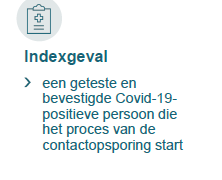 Indexgeval
> een geteste en
bevestigde Covid-19-
positieve persoon die
het proces van de
contactopsporing start